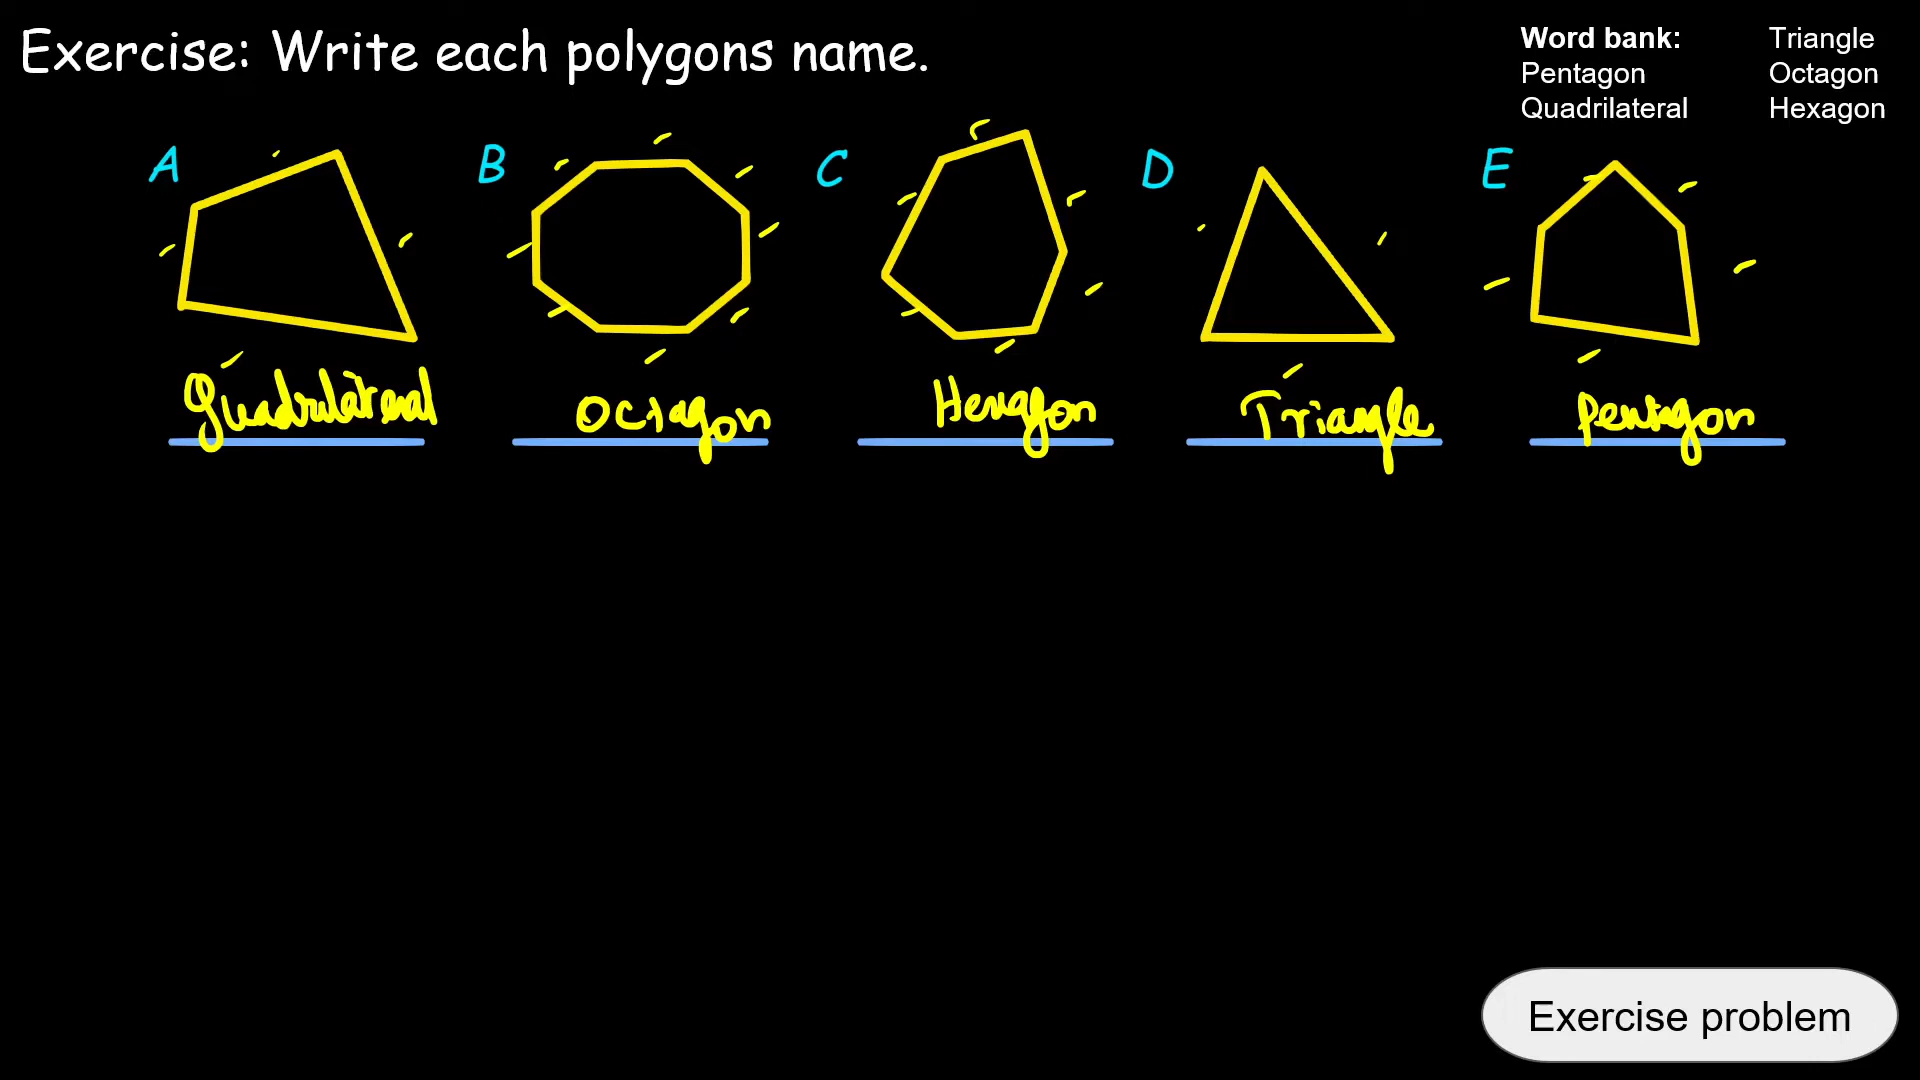 Exercise: Write each polygons name.
Word bank: Triangle
Pentagon Octagon
Quadrilateral Hexagon
A B C D E
Quadrilateral Octagon Hexagon Triangle Pentagon
Exercise problem